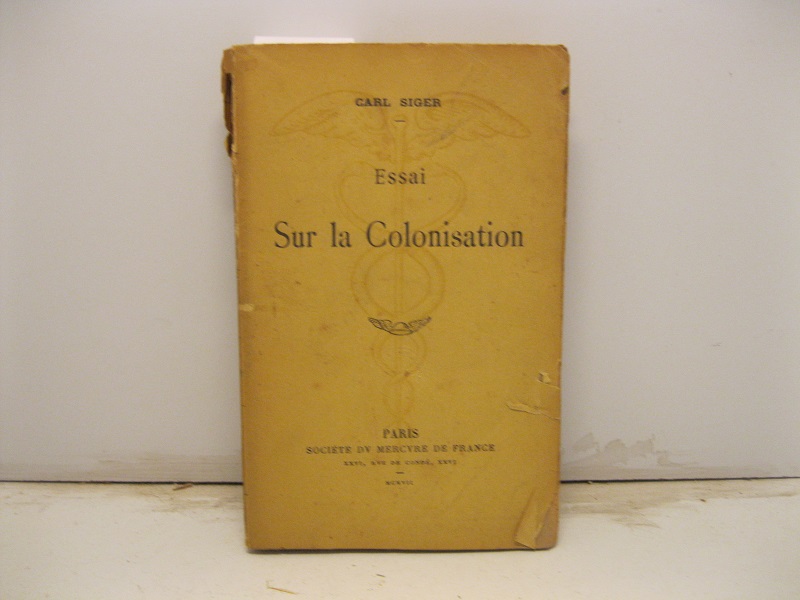 CARL SIGER
Essai
Sur la Colonisation
PARIS
SOCIÉTÉ DV MERCVRE DE FRANCE
XXVI, RVE DE CONDÉ, XXVI
MCMVII